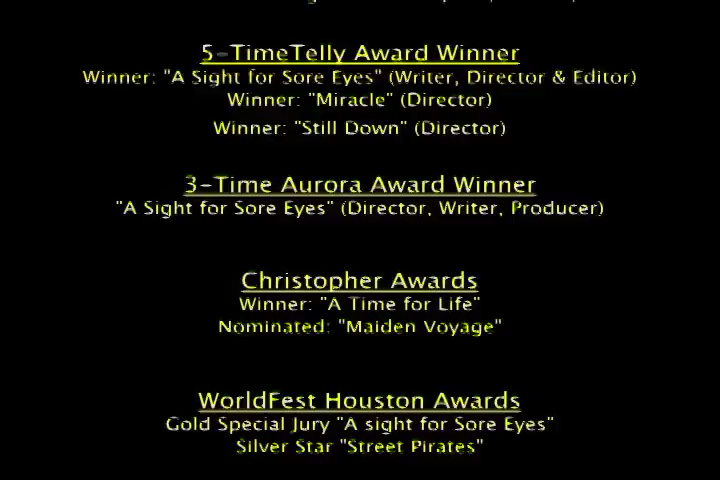 5-TimeTelly Award Winner
Winner: "A Sight for Sore Eyes" (Writer, Director & Editor)
Winner: "Miracle" (Director)
Winner: "Still Down" (Director)
3-Time Aurora Award Winner
"A Sight for Sore Eyes" (Director, Writer, Producer)
Christopher Awards
Winner: "A Time for Life"
Nominated: "Maiden Voyage"
WorldFest Houston Awards
Gold Special Jury "A sight for Sore Eyes"
Silver Star "Street Pirates"